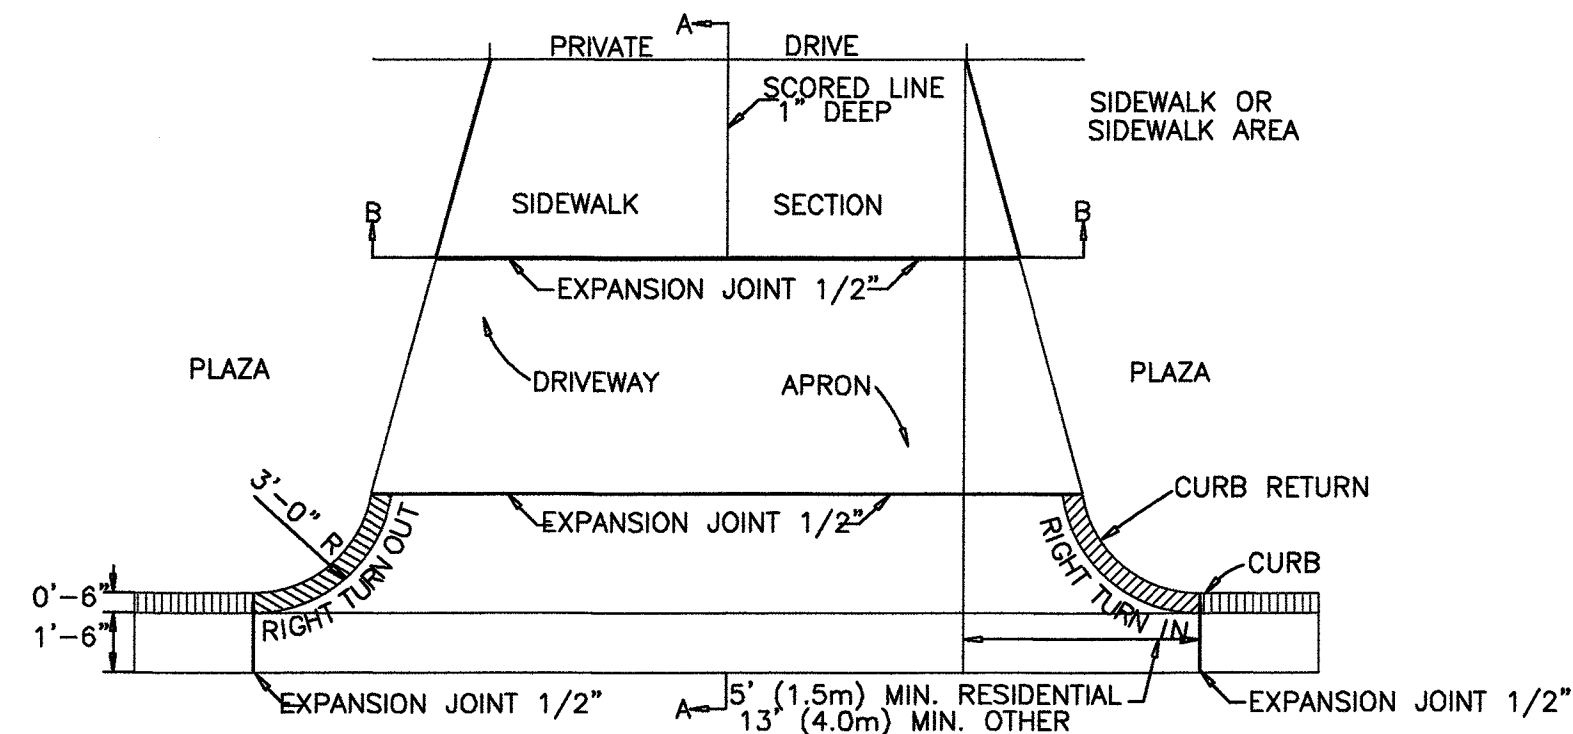 A
PRIVATE DRIVE
SCORED LINE
1" DEEP
SIDEWALK OR
SIDEWALK AREA
SIDEWALK SECTION
B
B
EXPANSION JOINT 1/2"
PLAZA
DRIVEWAY
APRON
PLAZA
3'-0" R
CURB RETURN
EXPANSION JOINT 1/2"
RIGHT TURN OUT
RIGHT TURN IN
CURB
0'-6"
1'-6"
EXPANSION JOINT 1/2"
A
5' (1.5m) MIN. RESIDENTIAL
13' (4.0m) MIN. OTHER
EXPANSION JOINT 1/2"